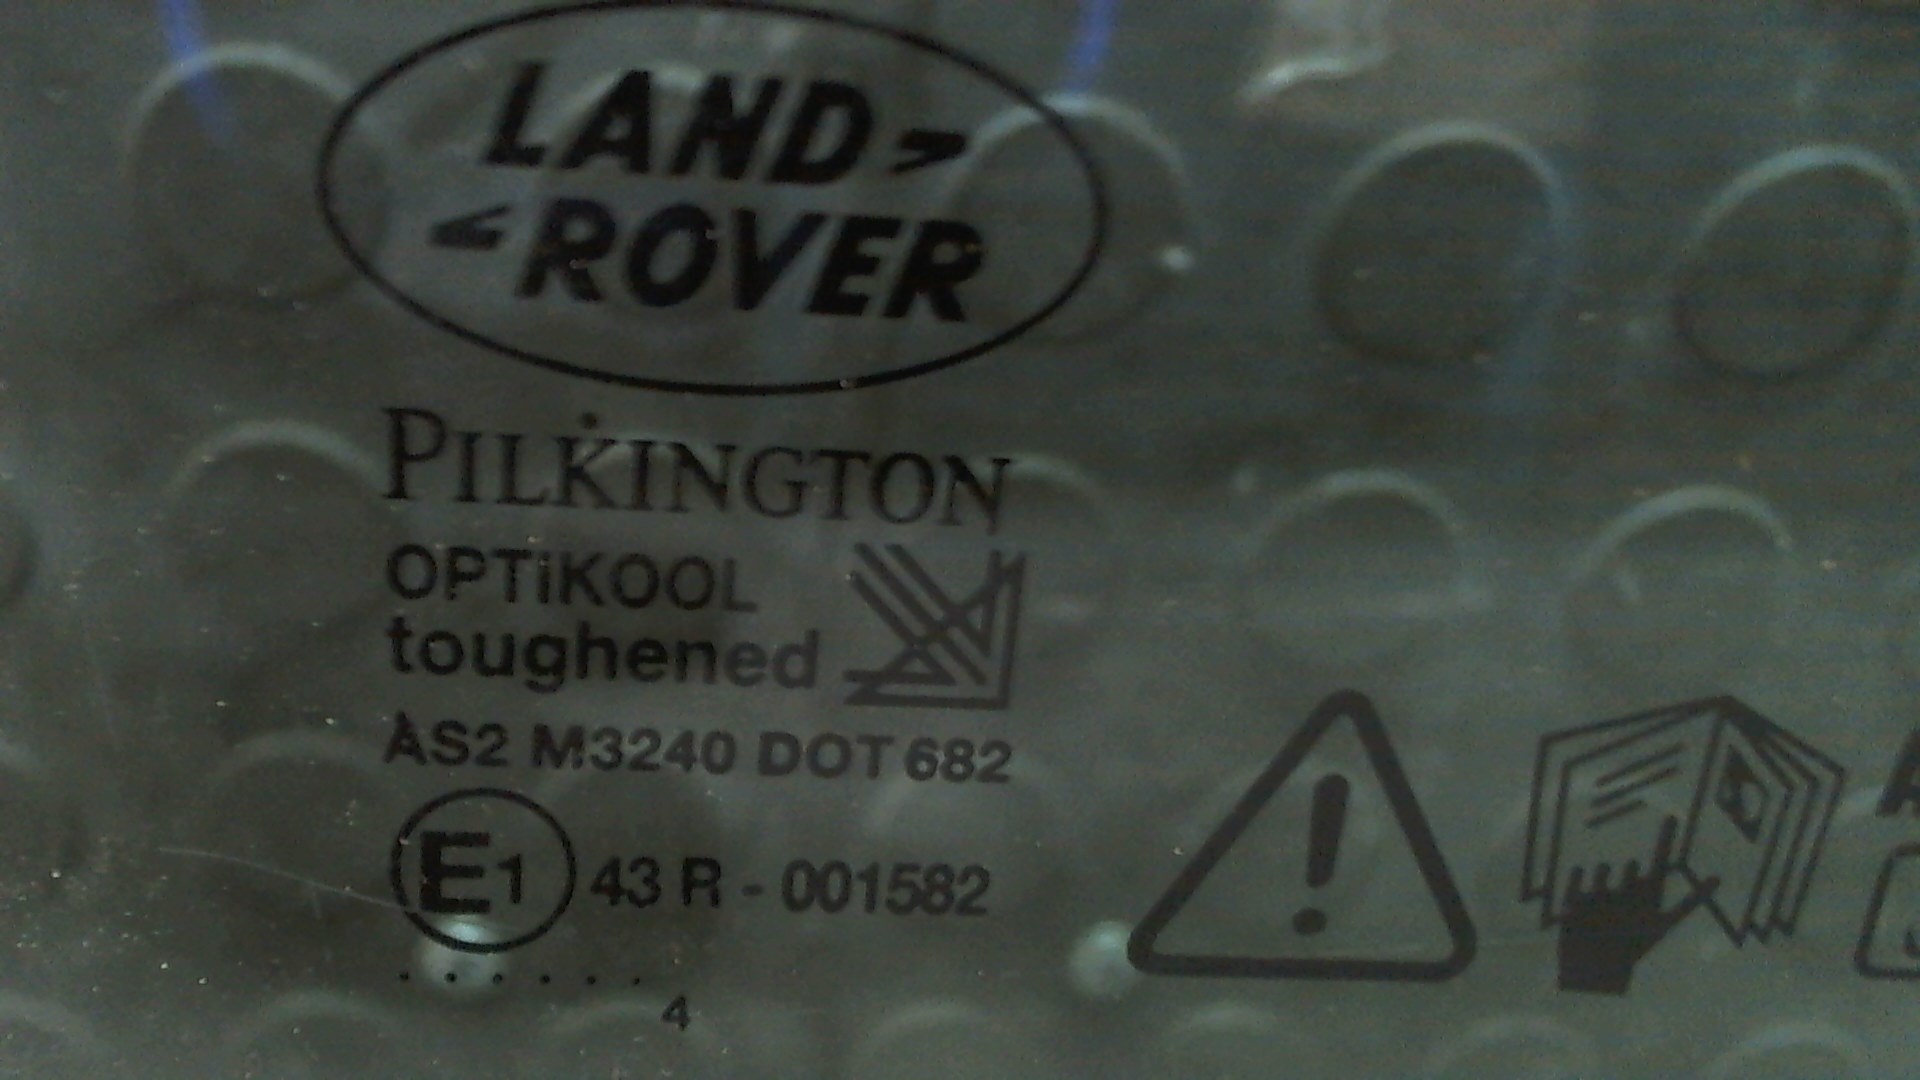 LAND
ROVER
PILKINGTON
OPTIKOOL
toughened
AS2 M3240 DOT 682
E1 43 R - 001582
. . . . . . .
4